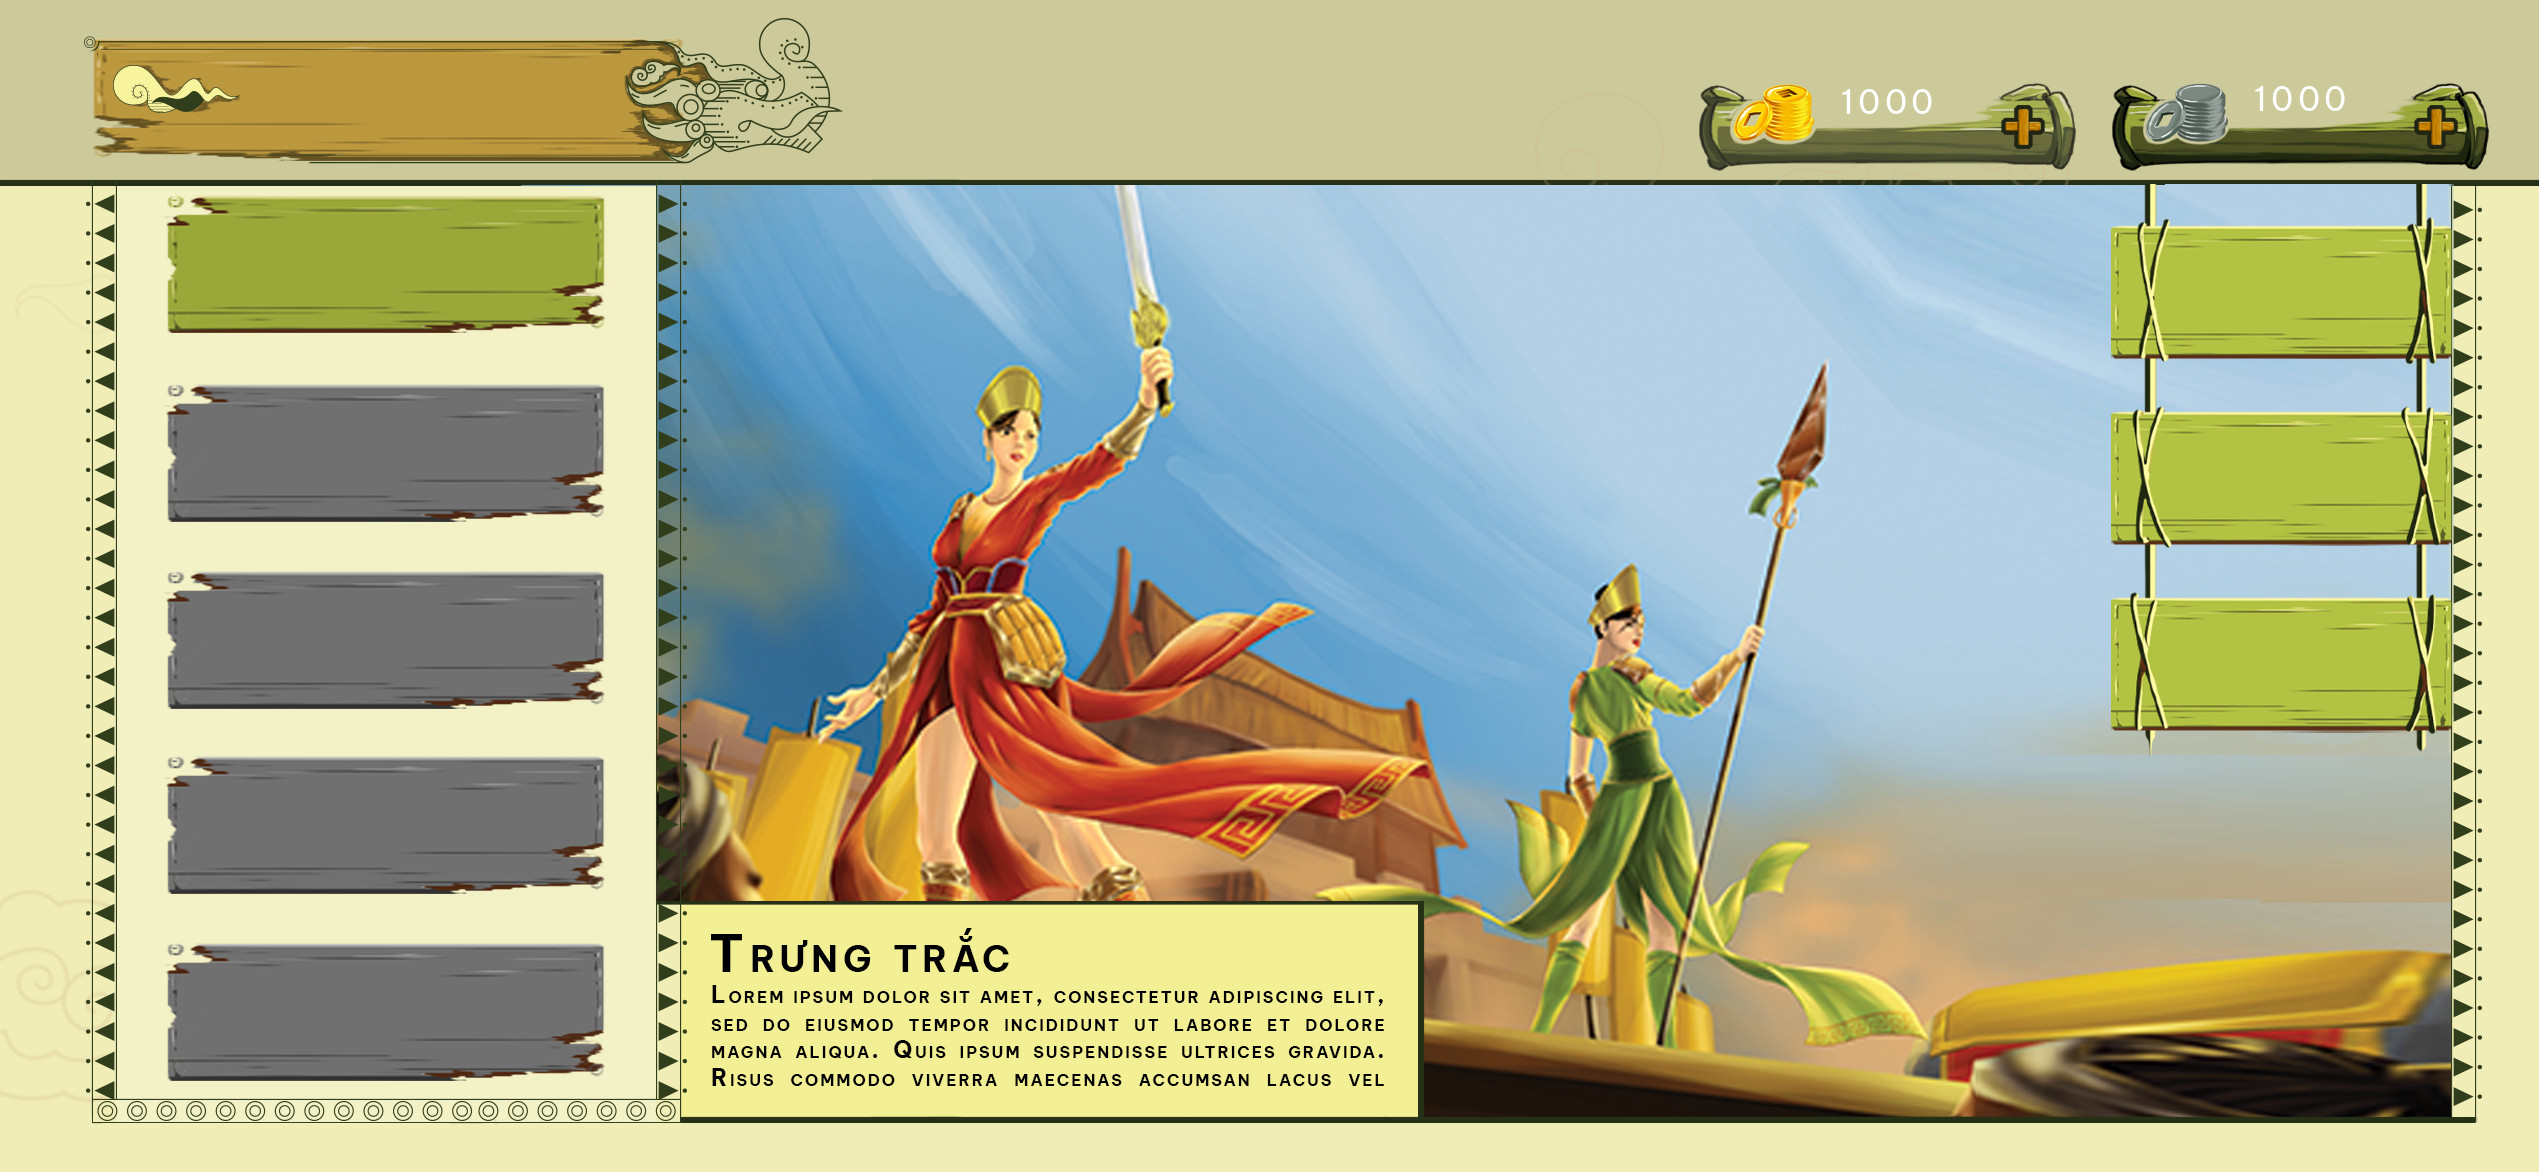 1000
1000
Trưng trắc
Lorem ipsum dolor sit amet, consectetur adipiscing elit,
sed do eiusmod tempor incididunt ut labore et dolore
magna aliqua. Quis ipsum suspendisse ultrices gravida.
Risus commodo viverra maecenas accumsan lacus vel